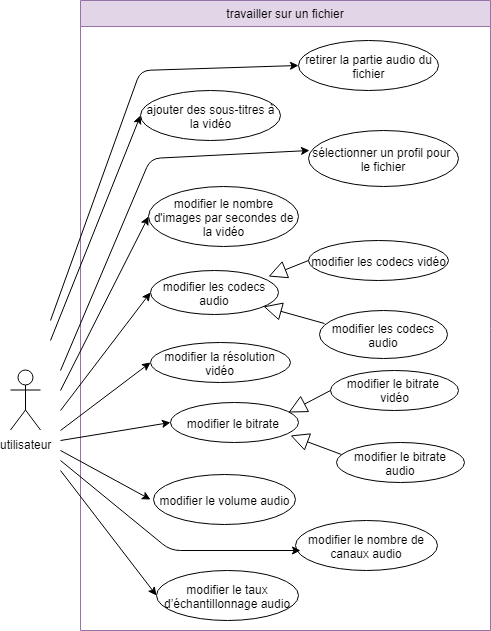 travailler sur un fichier
retirer la partie audio du
fichier
ajouter des sous-titres à
la vidéo
sélectionner un profil pour
le fichier
modifier le nombre
d'images par secondes de
la vidéo
modifier les codecs vidéo
modifier les codecs
audio
modifier les codecs
audio
modifier la résolution
vidéo
modifier le bitrate
vidéo
modifier le bitrate
utilisateur
modifier le bitrate
audio
modifier le volume audio
modifier le nombre de
canaux audio
modifier le taux
d'échantillonnage audio